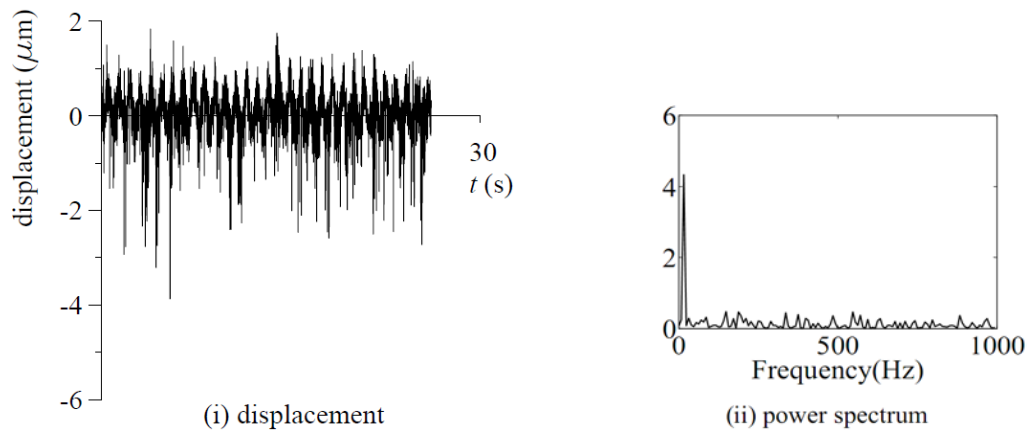 displacement (μm)
2
0
-2
-4
-6
30
t (s)
(i) displacement
6
4
2
0
0
500
1000
Frequency(Hz)
(ii) power spectrum